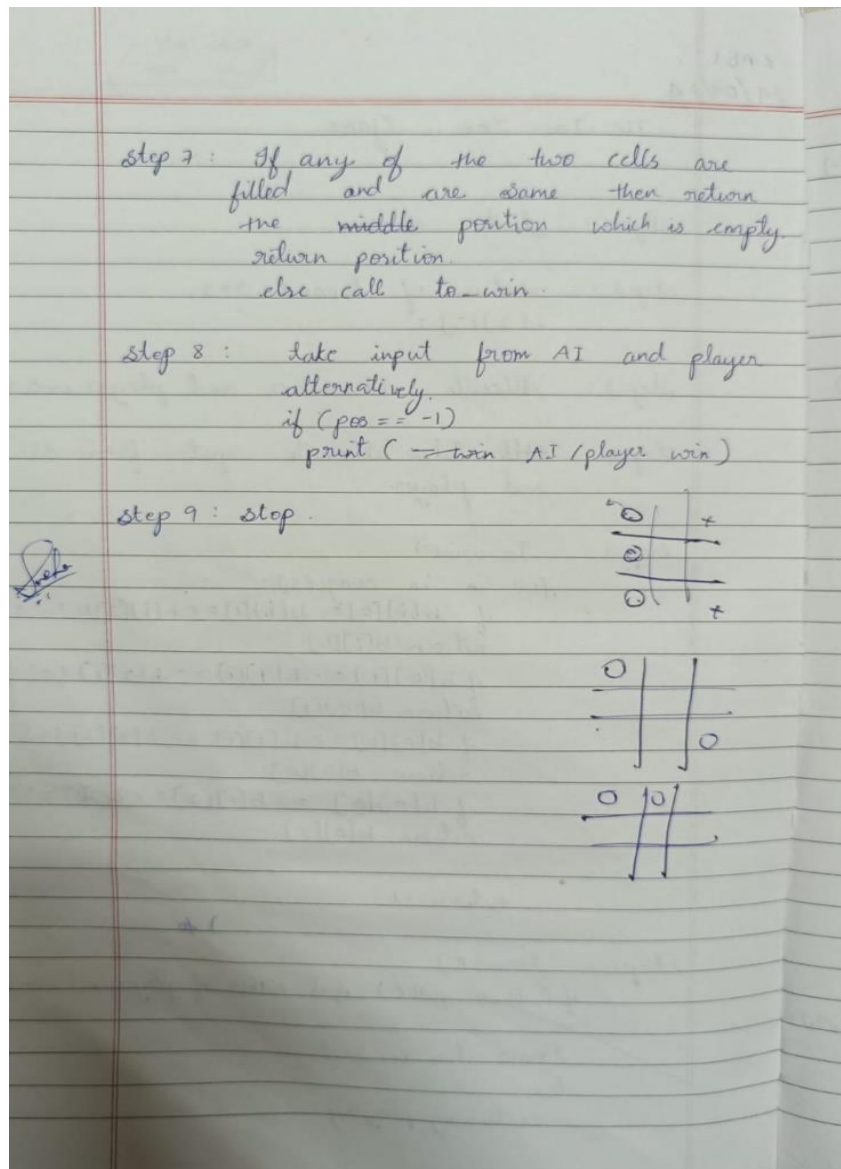 step 7 : If any of the two cells are
filled and are same then return
the middle position which is empty.
return position.
else call to_win.
step 8 : take input from AI and player
alternatively.
if (pos == -1)
print ( win AI / player win )
step 9 : stop.
O +
O
O +
O
O
O O